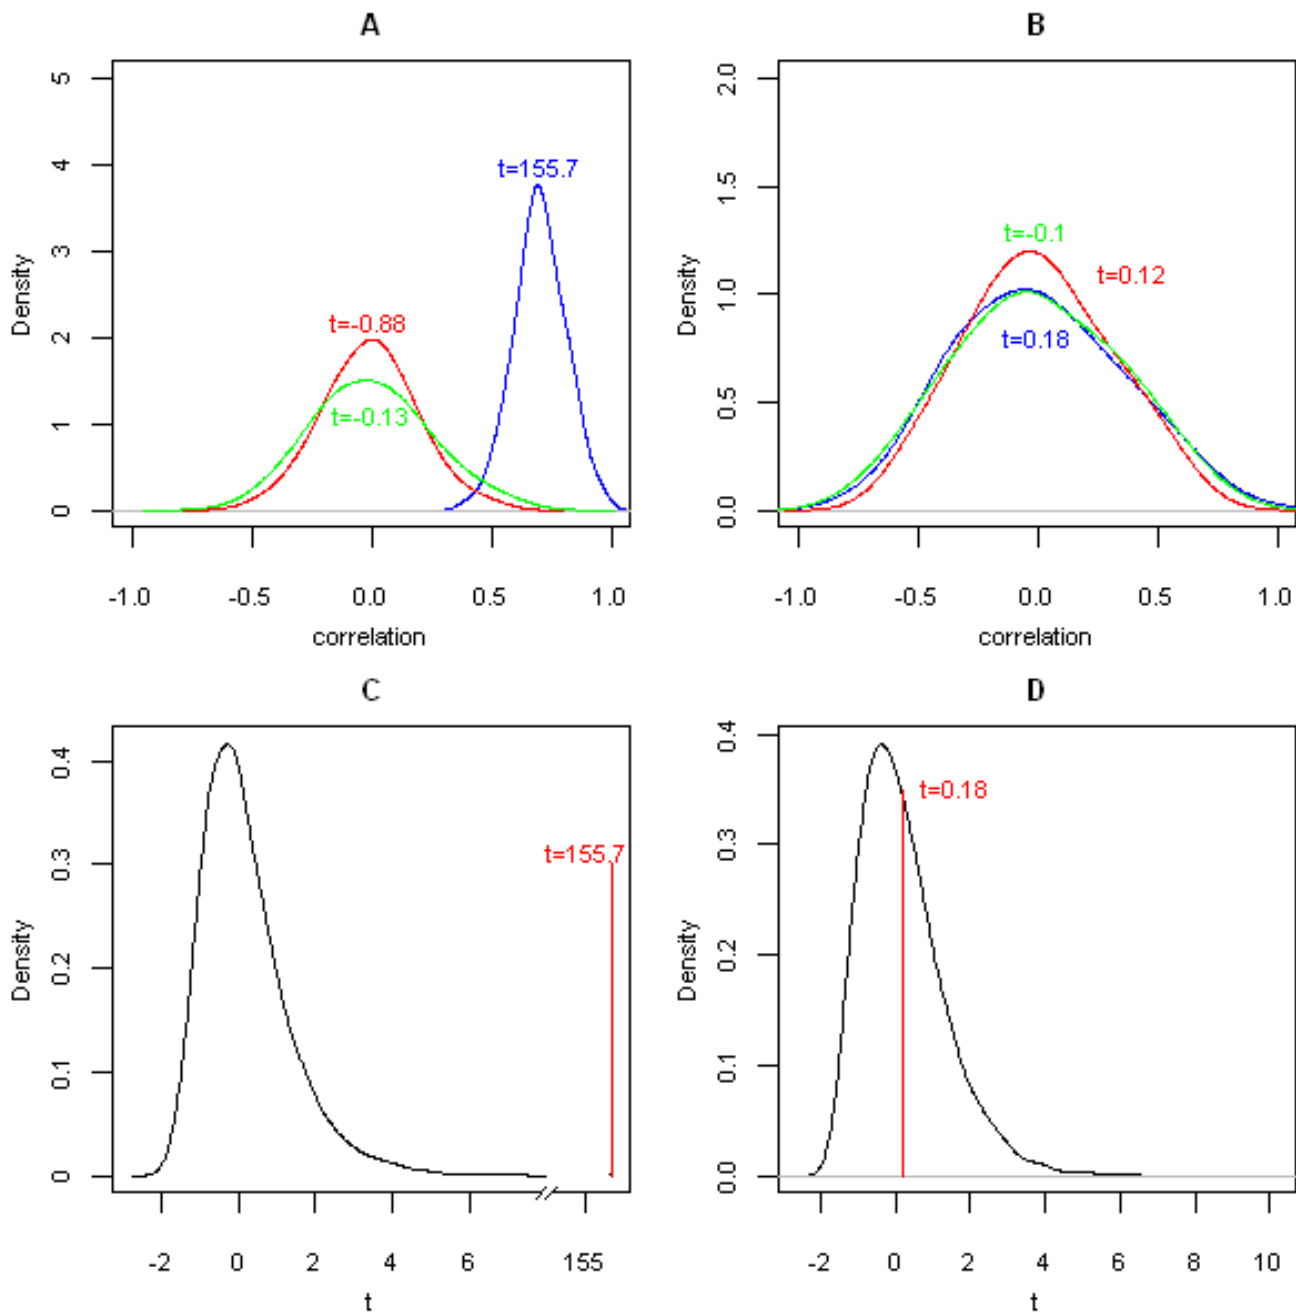 A
5
4
3
2
1
0
Density
t=155.7
t=-0.88
t=-0.13
-1.0 -0.5 0.0 0.5 1.0
correlation
B
2.0
1.5
1.0
0.5
0.0
Density
t=-0.1
t=0.12
t=0.18
-1.0 -0.5 0.0 0.5 1.0
correlation
C
0.4
0.3
0.2
0.1
0
Density
t=155.7
-2 0 2 4 6 155
t
D
0.4
0.3
0.2
0.1
0.0
Density
t=0.18
-2 0 2 4 6 8 10
t